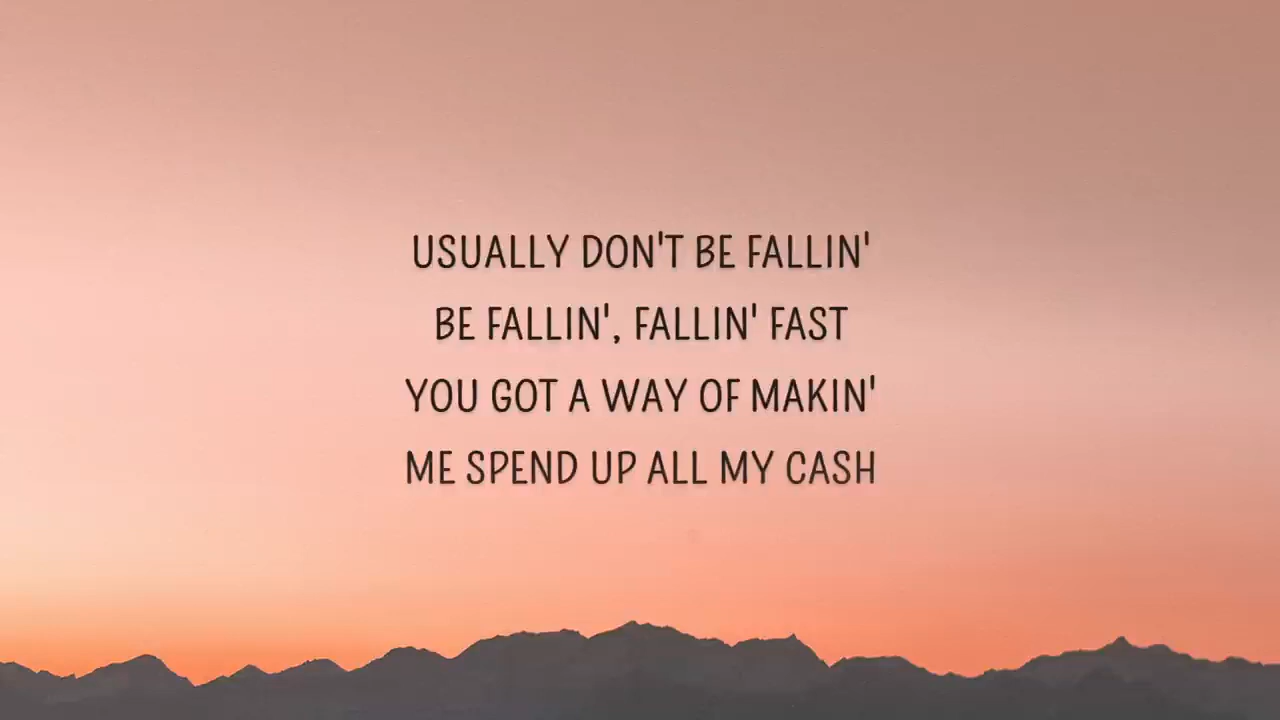 USUALLY DON'T BE FALLIN'
BE FALLIN', FALLIN' FAST
YOU GOT A WAY OF MAKIN'
ME SPEND UP ALL MY CASH